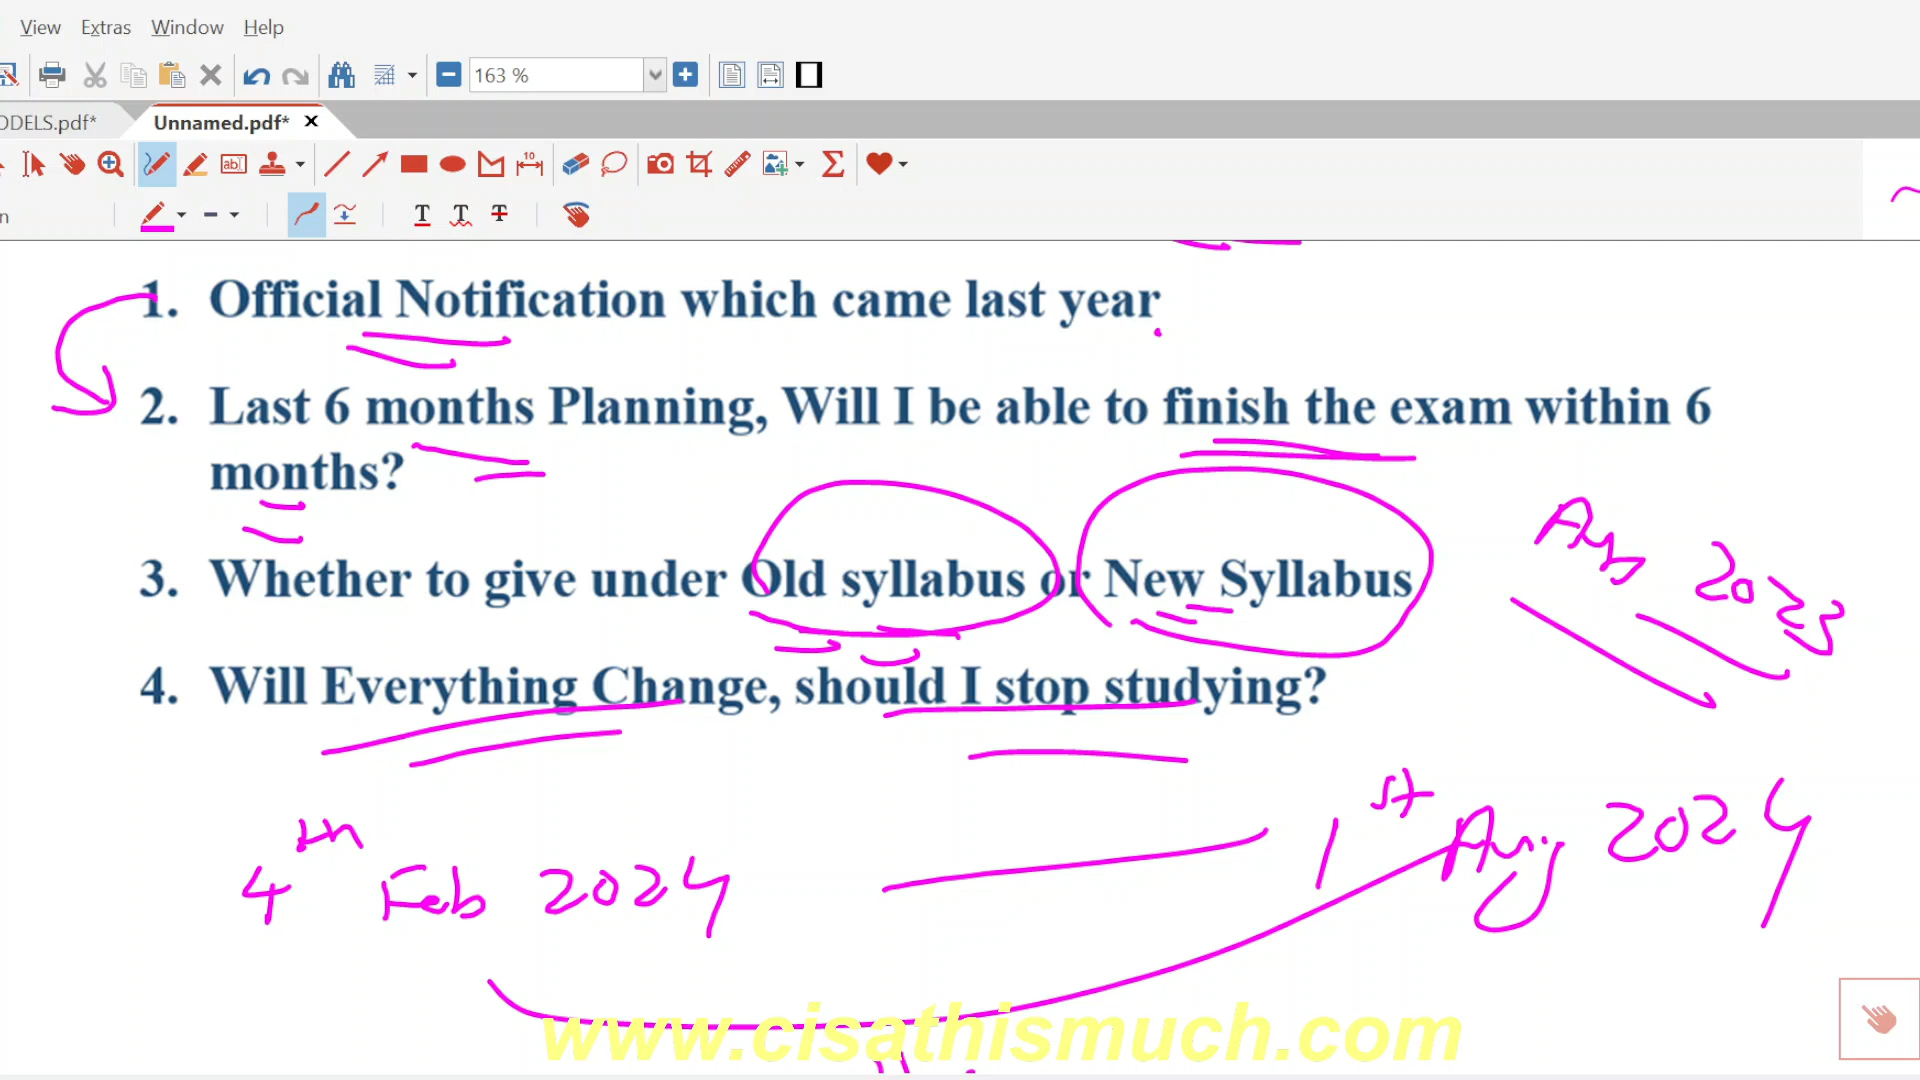 View Extras Window Help
163 %
ODELS.pdf* Unnamed.pdf*
ab 10
n T T T
1. Official Notification which came last year
2. Last 6 months Planning, Will I be able to finish the exam within 6
months?
3. Whether to give under Old syllabus or New Syllabus
Aug 2023
4. Will Everything Change, should I stop studying?
4th Feb 2024 1st Aug 2024
www.cisathismuch.com